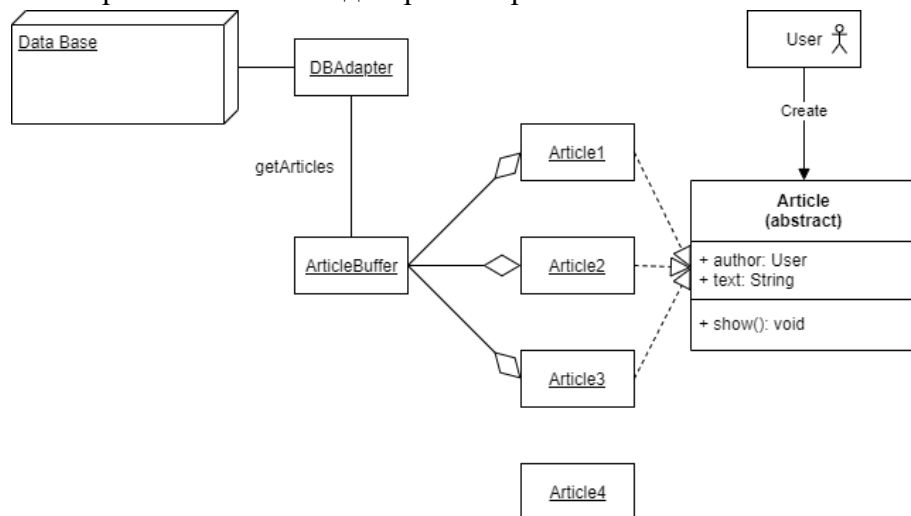 Data Base
DBAdapter
User
Create
getArticles
Article1
Article
(abstract)
+ author: User
+ text: String
+ show(): void
ArticleBuffer
Article2
Article3
Article4